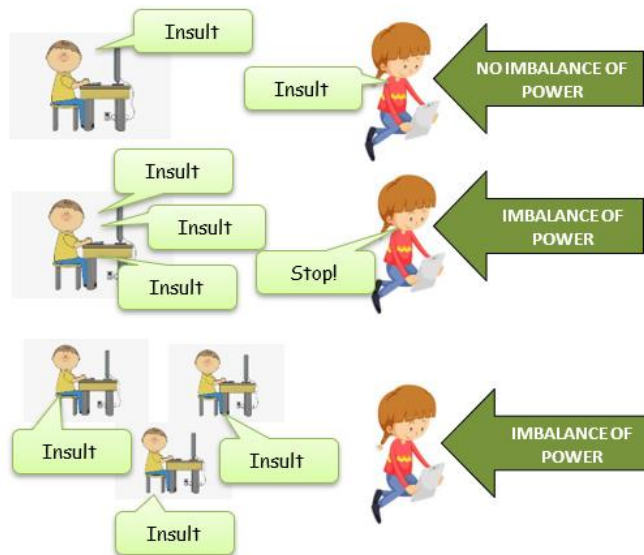 Insult
Insult
NO IMBALANCE OF
POWER
Insult
Insult
Insult
Stop!
IMBALANCE OF
POWER
Insult
Insult
Insult
IMBALANCE OF
POWER